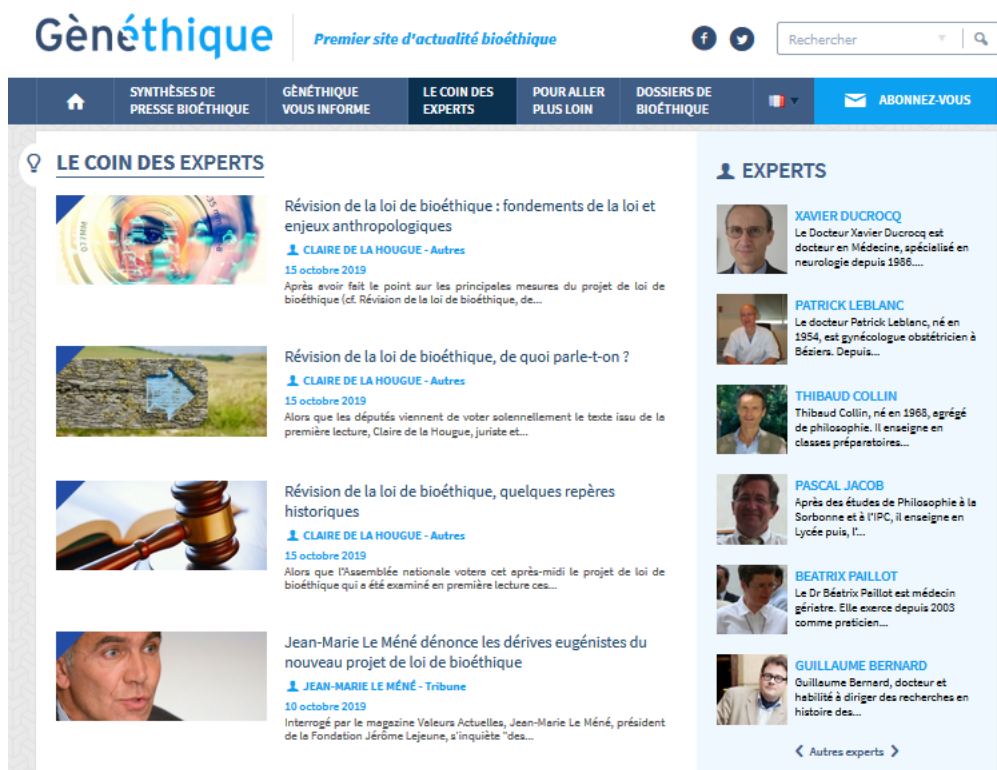 Gènéthique
Premier site d'actualité bioéthique
Rechercher
SYNTHÈSES DE
PRESSE BIOÉTHIQUE
GÈNÉTHIQUE
VOUS INFORME
LE COIN DES
EXPERTS
POUR ALLER
PLUS LOIN
DOSSIERS DE
BIOÉTHIQUE
ABONNEZ-VOUS
LE COIN DES EXPERTS
077MM
-35 mm
Révision de la loi de bioéthique : fondements de la loi et
enjeux anthropologiques
CLAIRE DE LA HOUGUE - Autres
15 octobre 2019
Après avoir fait le point sur les principales mesures du projet de loi de
bioéthique (cf. Révision de la loi de bioéthique, de...
Révision de la loi de bioéthique, de quoi parle-t-on ?
CLAIRE DE LA HOUGUE - Autres
15 octobre 2019
Alors que les députés viennent de voter solennellement le texte issu de la
première lecture, Claire de la Hougue, juriste et...
Révision de la loi de bioéthique, quelques repères
historiques
CLAIRE DE LA HOUGUE - Autres
15 octobre 2019
Alors que l'Assemblée nationale votera cet après-midi le projet de loi de
bioéthique qui a été examiné en première lecture ces...
Jean-Marie Le Méné dénonce les dérives eugénistes du
nouveau projet de loi de bioéthique
JEAN-MARIE LE MÉNÉ - Tribune
10 octobre 2019
Interrogé par le magazine Valeurs Actuelles, Jean-Marie Le Méné, président
de la Fondation Jérôme Lejeune, s'inquiète "des...
EXPERTS
XAVIER DUCROCQ
Le Docteur Xavier Ducrocq est
docteur en Médecine, spécialisé en
neurologie depuis 1986....
PATRICK LEBLANC
Le docteur Patrick Leblanc, né en
1954, est gynécologue obstétricien à
Béziers. Depuis...
THIBAUD COLLIN
Thibaud Collin, né en 1968, agrégé
de philosophie. Il enseigne en
classes préparatoires...
PASCAL JACOB
Après des études de Philosophie à la
Sorbonne et à l'IPC, il enseigne en
Lycée puis, l'...
BEATRIX PAILLOT
Le Dr Béatrix Paillot est médecin
gériatre. Elle exerce depuis 2003
comme praticien...
GUILLAUME BERNARD
Guillaume Bernard, docteur et
habilité à diriger des recherches en
histoire des...
Autres experts